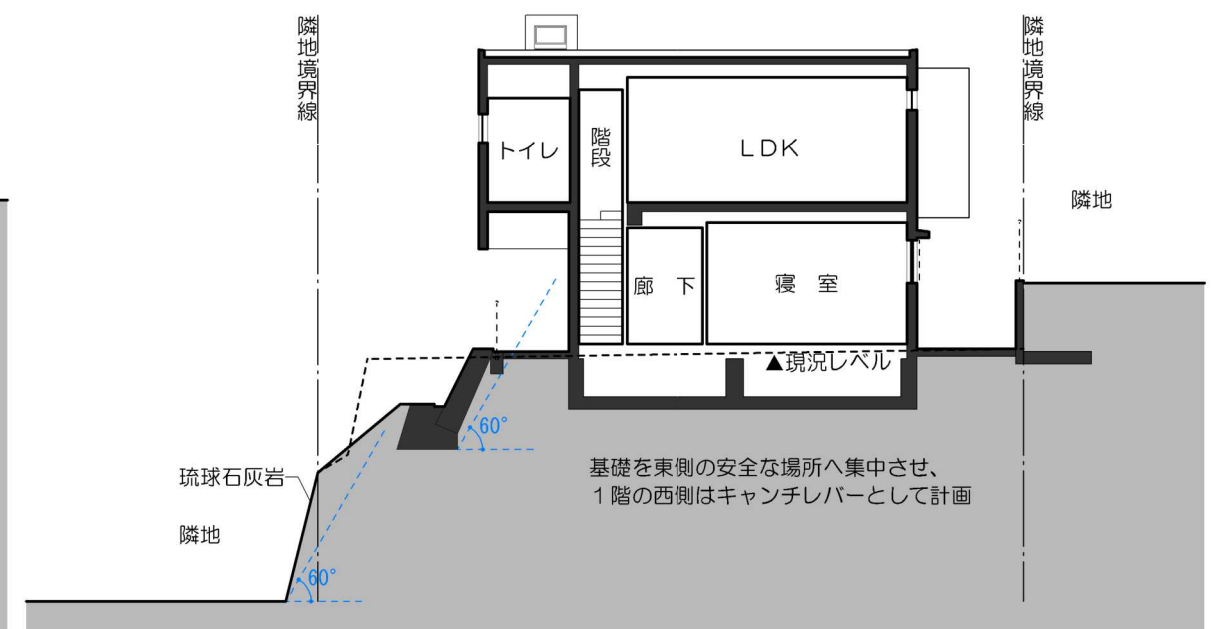 隣地境界線
隣地境界線
トイレ
階段
LDK
隣地
廊 下
寝 室
▲現況レベル
60°
琉球石灰岩
隣地
基礎を東側の安全な場所へ集中させ、
1階の西側はキャンチレバーとして計画
60°